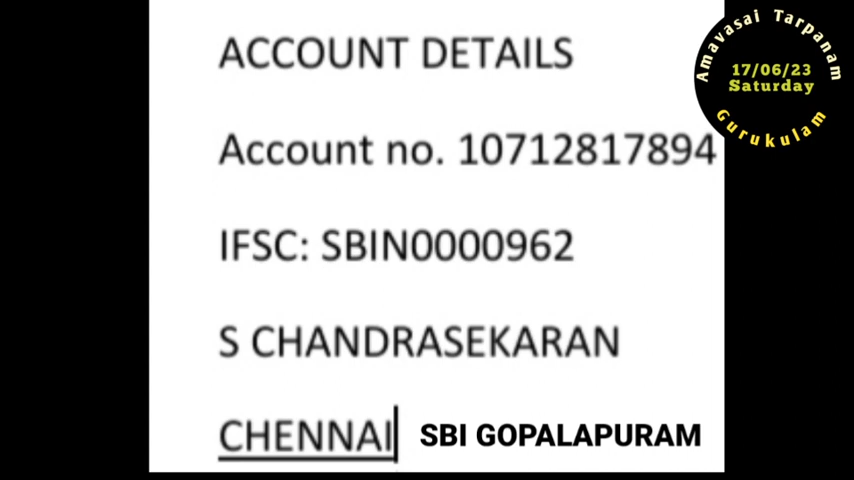 ACCOUNT DETAILS
Account no. 10712817894
IFSC: SBIN0000962
S CHANDRASEKARAN
CHENNAI SBI GOPALAPURAM
Amavasai Tarpanam
17/06/23
Saturday
Gurukulam